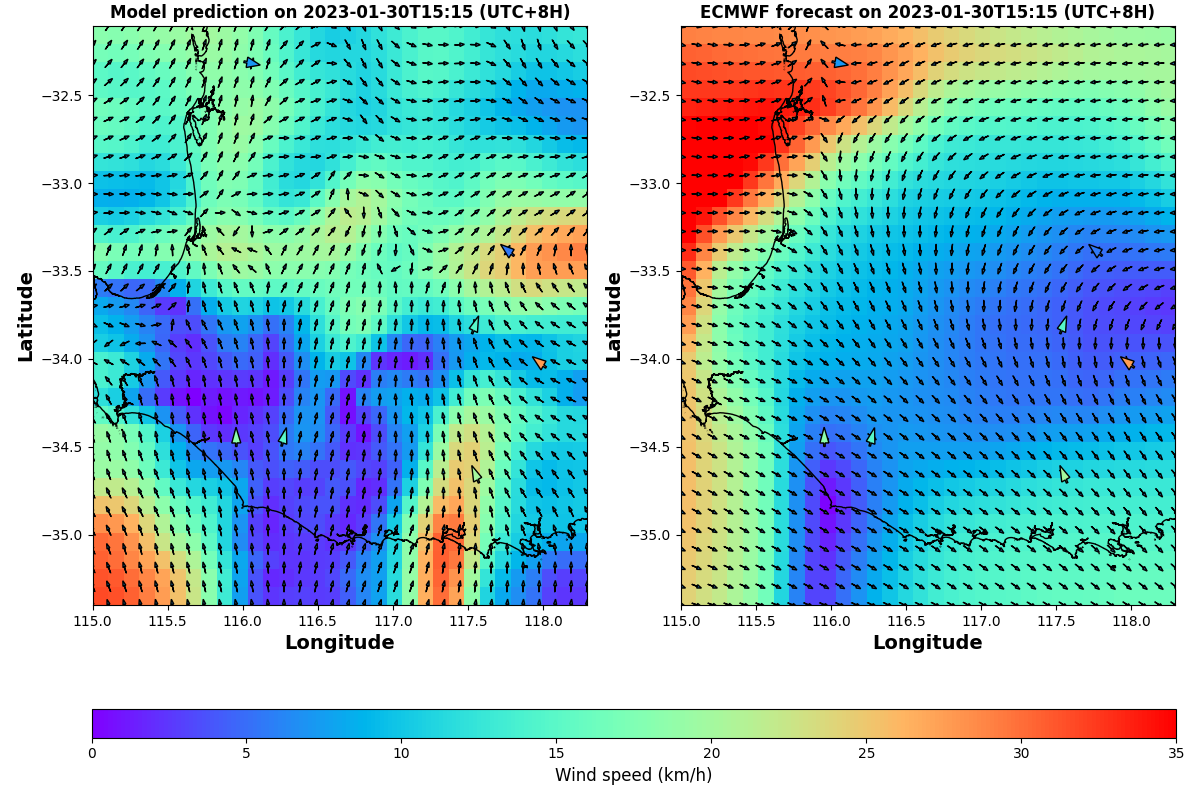 Model prediction on 2023-01-30T15:15 (UTC+8H)
ECMWF forecast on 2023-01-30T15:15 (UTC+8H)
Latitude
−32.5
−33.0
−33.5
−34.0
−34.5
−35.0
115.0 115.5 116.0 116.5 117.0 117.5 118.0
Longitude
Latitude
−32.5
−33.0
−33.5
−34.0
−34.5
−35.0
115.0 115.5 116.0 116.5 117.0 117.5 118.0
Longitude
0 5 10 15 20 25 30 35
Wind speed (km/h)